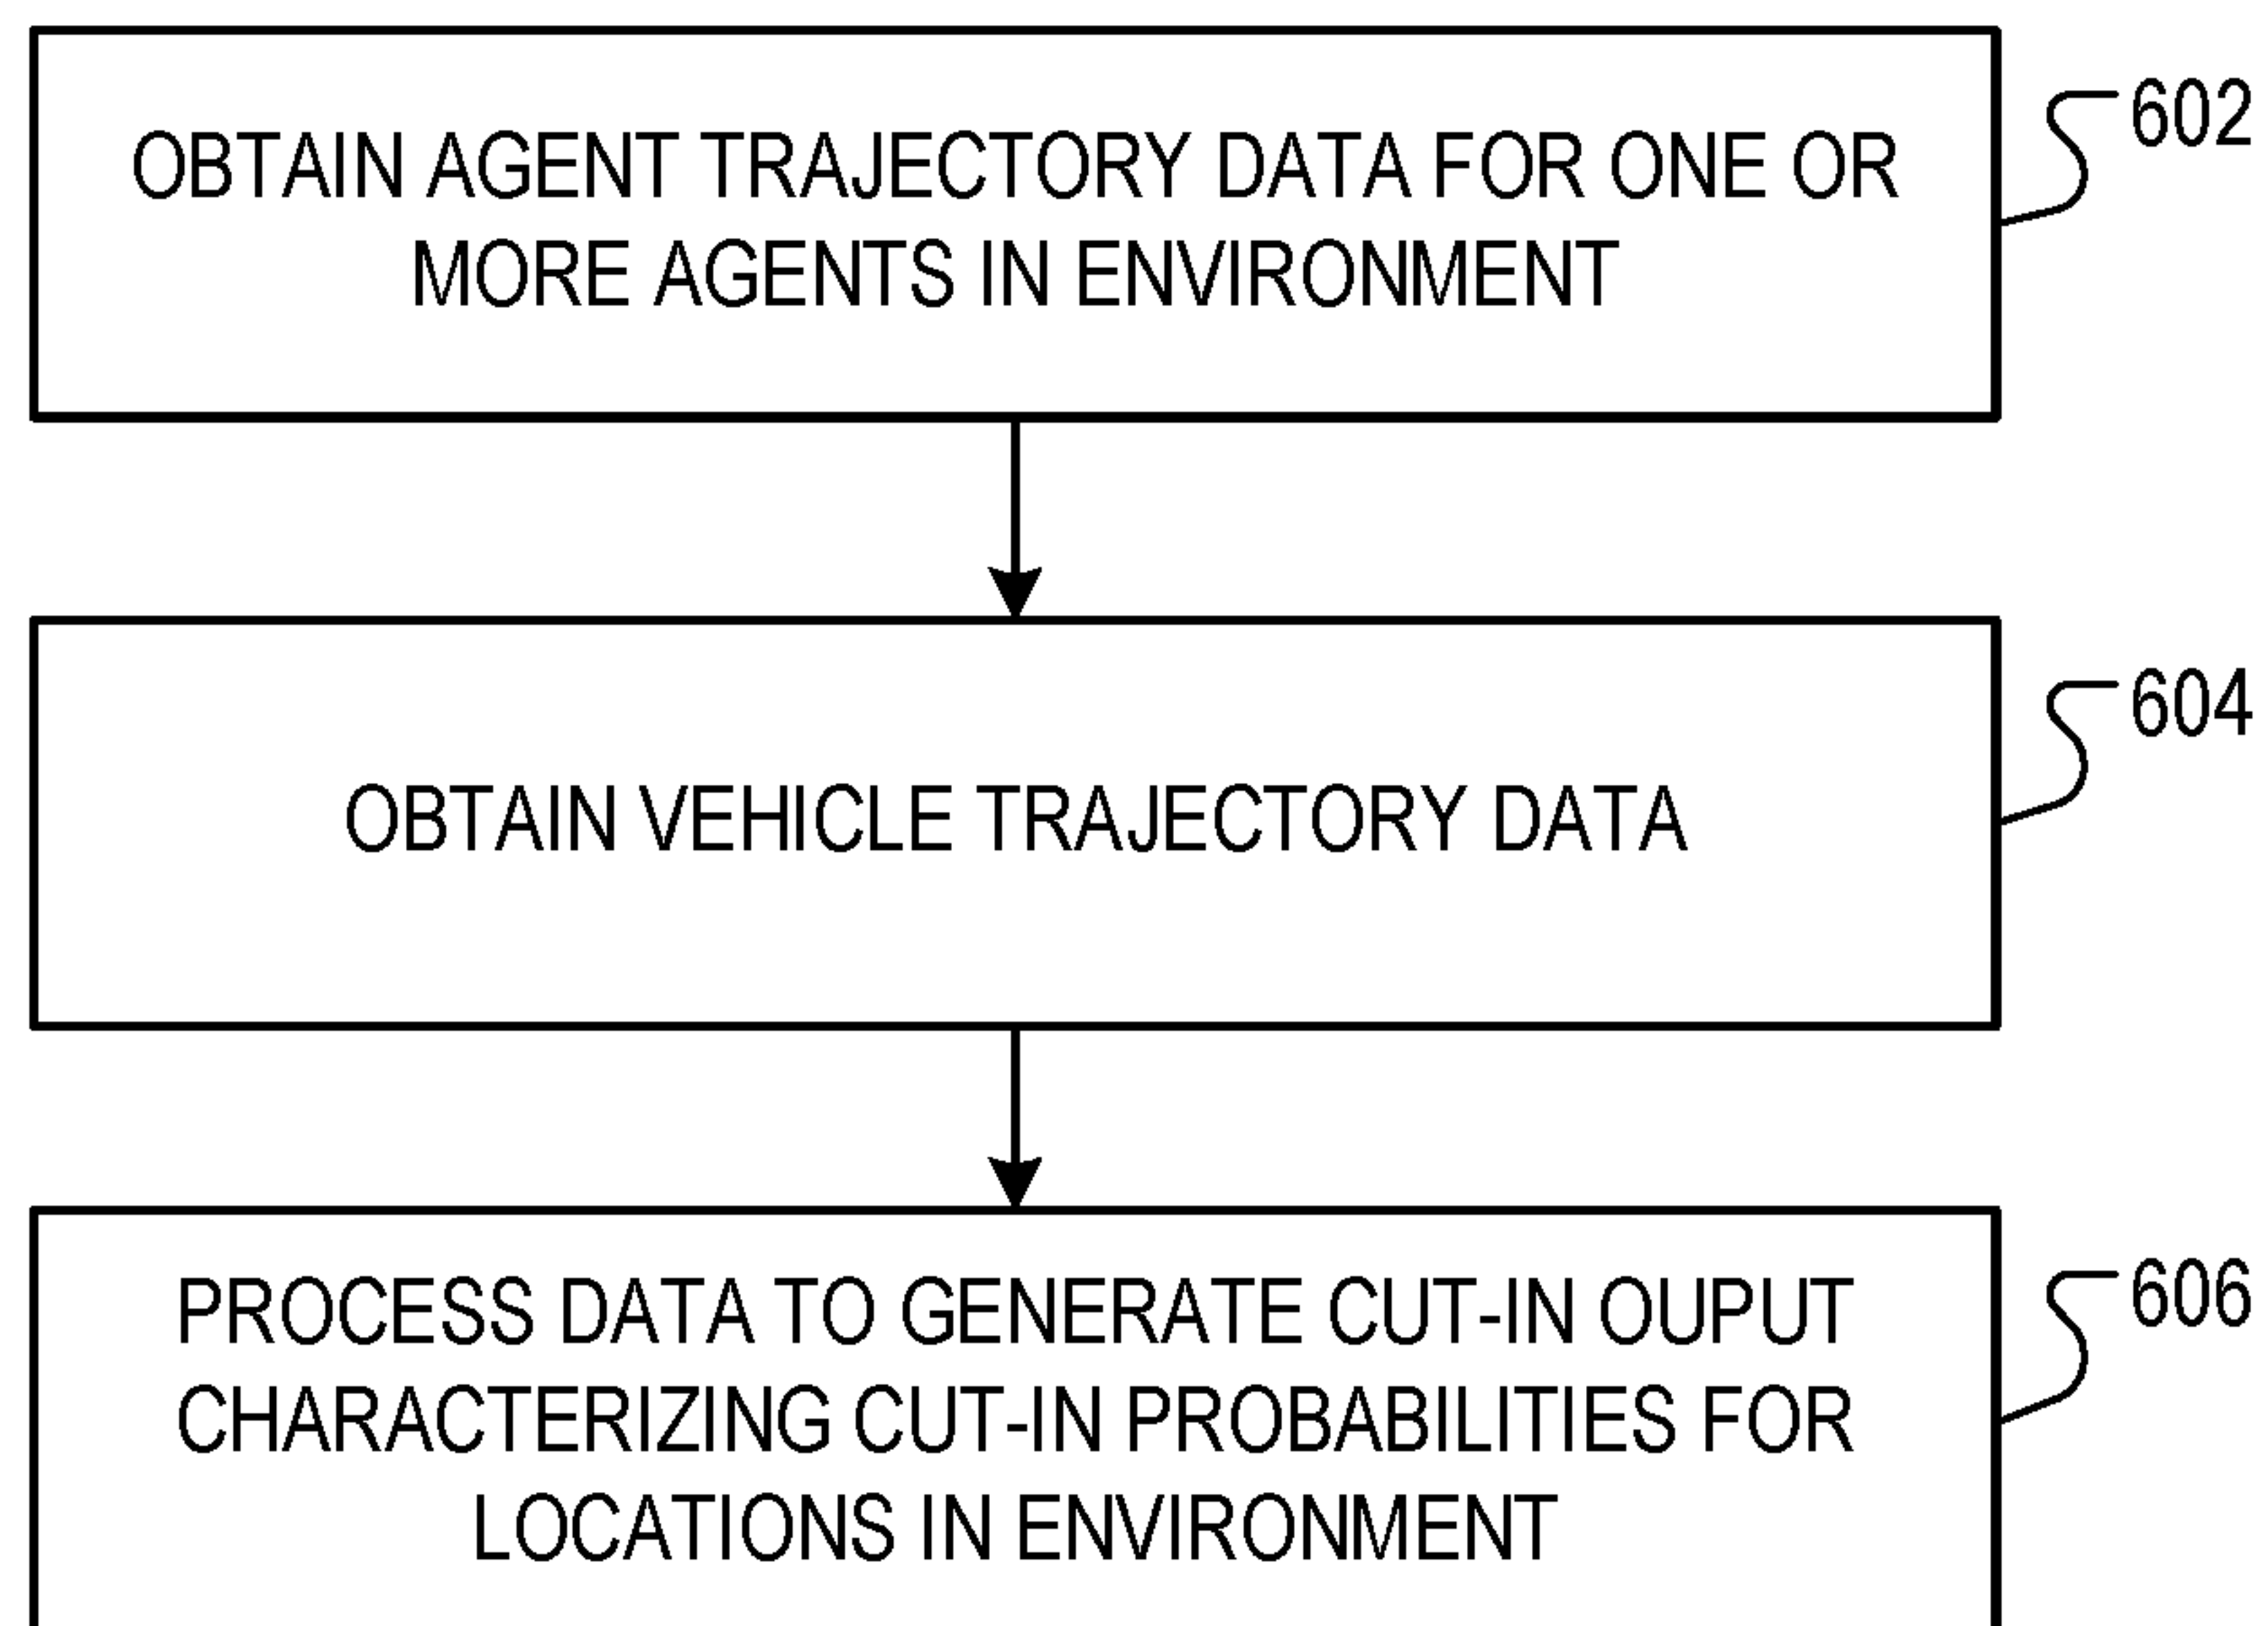 OBTAIN AGENT TRAJECTORY DATA FOR ONE OR
MORE AGENTS IN ENVIRONMENT
602
OBTAIN VEHICLE TRAJECTORY DATA
604
PROCESS DATA TO GENERATE CUT-IN OUPUT
CHARACTERIZING CUT-IN PROBABILITIES FOR
LOCATIONS IN ENVIRONMENT
606